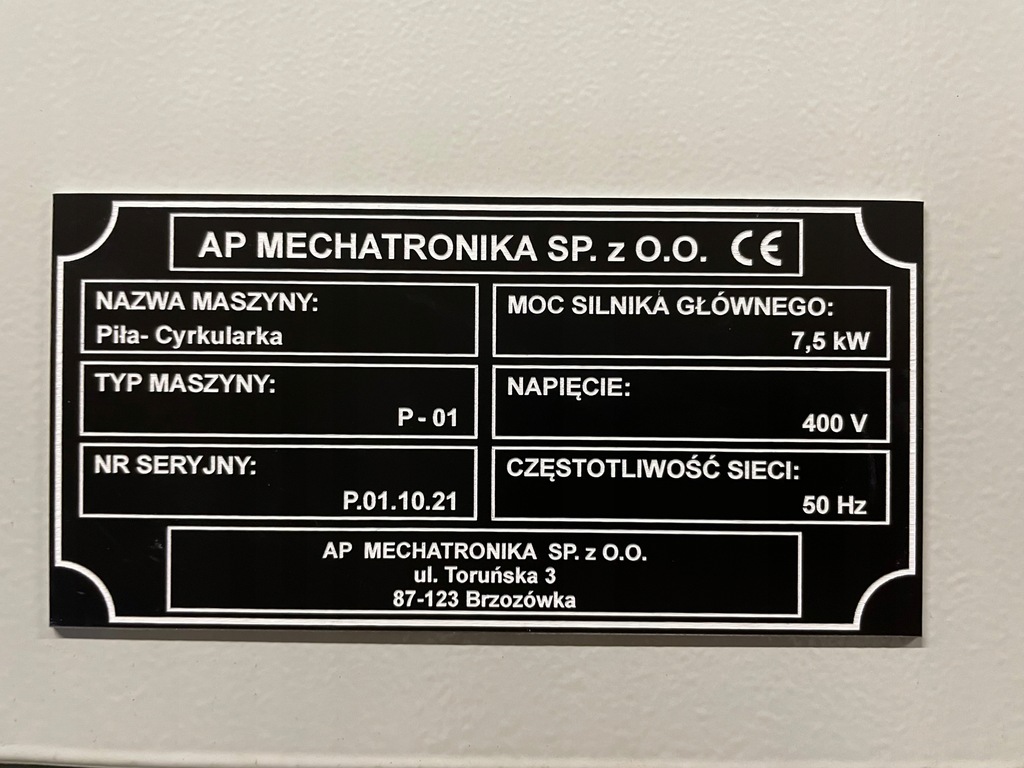 AP MECHATRONIKA SP. z O.O. CE
NAZWA MASZYNY:
Piła- Cyrkularka
MOC SILNIKA GŁÓWNEGO:
7,5 kW
TYP MASZYNY:
P - 01
NAPIĘCIE:
400 V
NR SERYJNY:
P.01.10.21
CZĘSTOTLIWOŚĆ SIECI:
50 Hz
AP MECHATRONIKA SP. z O.O.
ul. Toruńska 3
87-123 Brzozówka